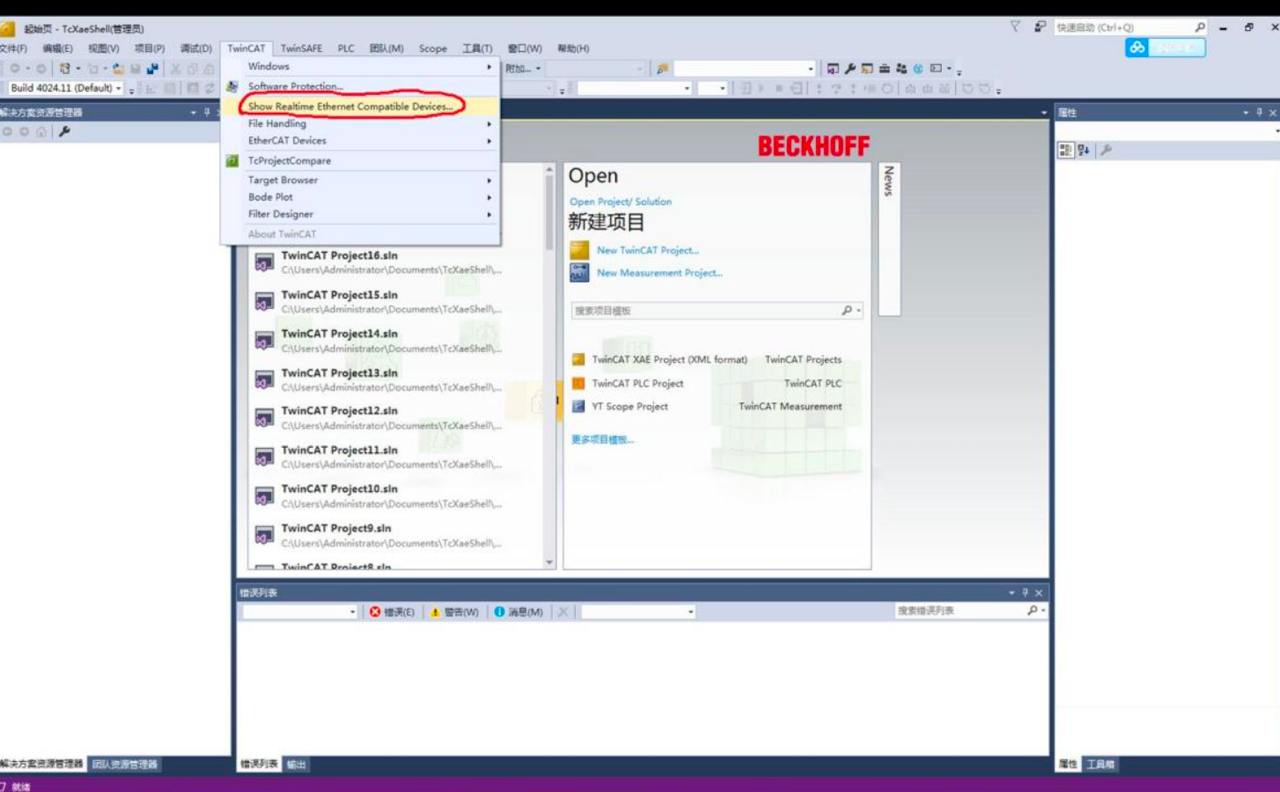 起始页 - TcXaeShell(管理员)
快速启动 (Ctrl+Q)
文件(F) 编辑(E) 视图(V) 项目(P) 调试(D) TwinCAT TwinSAFE PLC 团队(M) Scope 工具(T) 窗口(W) 帮助(H)
Windows
附加...
Build 4024.11 (Default)
Software Protection...
Show Realtime Ethernet Compatible Devices...
File Handling
EtherCAT Devices
TcProjectCompare
Target Browser
Bode Plot
Filter Designer
About TwinCAT
解决方案资源管理器
属性
BECKHOFF
News
Open
Open Project/ Solution
新建项目
New TwinCAT Project...
New Measurement Project...
搜索项目模板
TwinCAT XAE Project (XML format) TwinCAT Projects
TwinCAT PLC Project TwinCAT PLC
YT Scope Project TwinCAT Measurement
更多项目模板...
TwinCAT Project16.sln
C:\Users\Administrator\Documents\TcXaeShell\...
TwinCAT Project15.sln
C:\Users\Administrator\Documents\TcXaeShell\...
TwinCAT Project14.sln
C:\Users\Administrator\Documents\TcXaeShell\...
TwinCAT Project13.sln
C:\Users\Administrator\Documents\TcXaeShell\...
TwinCAT Project12.sln
C:\Users\Administrator\Documents\TcXaeShell\...
TwinCAT Project11.sln
C:\Users\Administrator\Documents\TcXaeShell\...
TwinCAT Project10.sln
C:\Users\Administrator\Documents\TcXaeShell\...
TwinCAT Project9.sln
C:\Users\Administrator\Documents\TcXaeShell\...
TwinCAT Project8.sln
错误列表
错误(E) 警告(W) 消息(M)
搜索错误列表
解决方案资源管理器 团队资源管理器
错误列表 输出
属性 工具箱
就绪